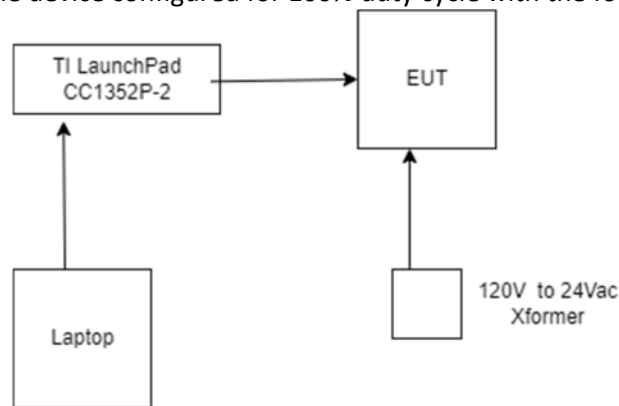 TI LaunchPad
CC1352P-2
EUT
120V to 24Vac
Xformer
Laptop